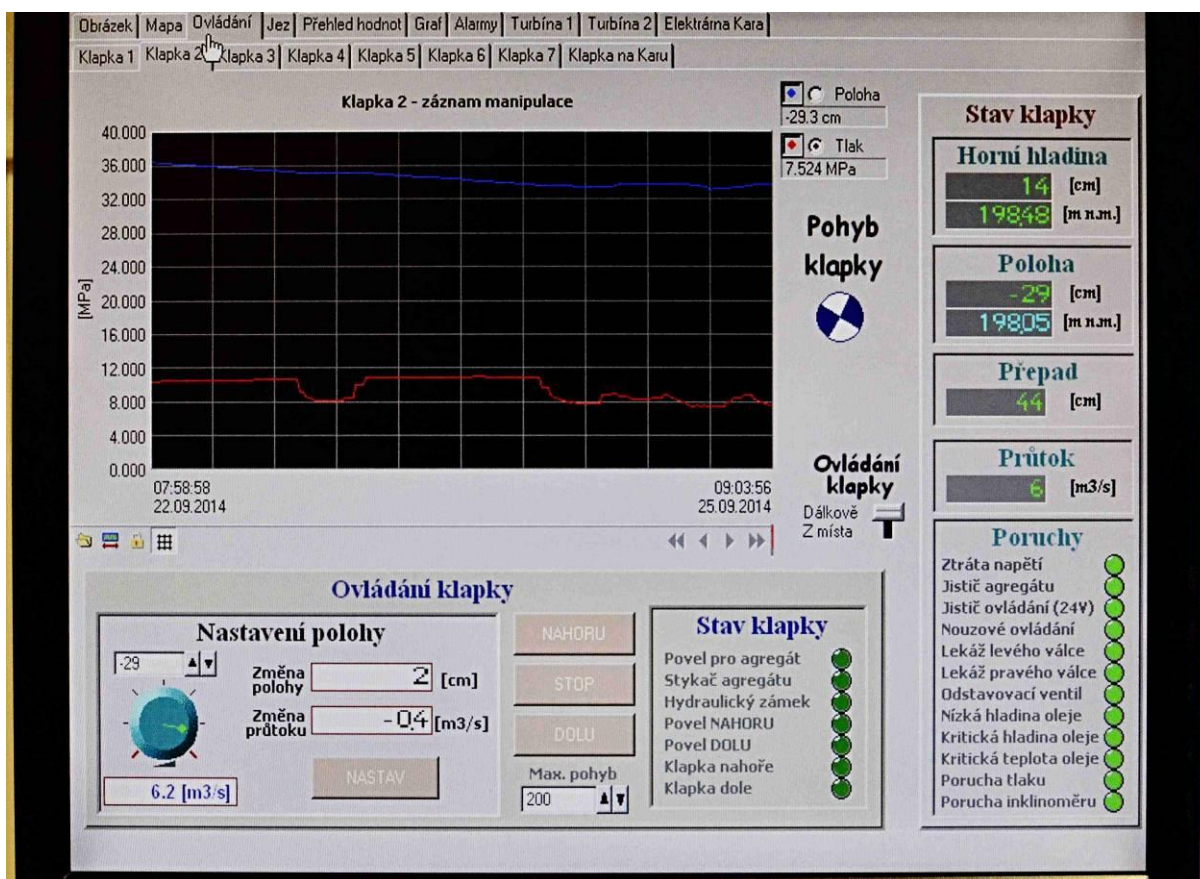 Obrázek Mapa Ovládání Jez Přehled hodnot Graf Alarmy Turbína 1 Turbína 2 Elektrárna Kara
Klapka 1 Klapka 2 Klapka 3 Klapka 4 Klapka 5 Klapka 6 Klapka 7 Klapka na Karu
Klapka 2 - záznam manipulace
[MPa]
40.000
36.000
32.000
28.000
24.000
20.000
16.000
12.000
8.000
4.000
0.000
07:58:58
22.09.2014
09:03:56
25.09.2014
Poloha
-29.3 cm
Tlak
7.524 MPa
Pohyb
klapky
Ovládání
klapky
Dálkově
Z místa
Stav klapky
Horní hladina
14 [cm]
198,48 [m n.m.]
Poloha
-29 [cm]
198,05 [m n.m.]
Přepad
44 [cm]
Průtok
6 [m3/s]
Poruchy
Ztráta napětí
Jistič agregátu
Jistič ovládání (24V)
Nouzové ovládání
Lekáž levého válce
Lekáž pravého válce
Odstavovací ventil
Nízká hladina oleje
Kritická hladina oleje
Kritická teplota oleje
Porucha tlaku
Porucha inklinoměru
Ovládání klapky
Nastavení polohy
-29
Změna
polohy
2 [cm]
Změna
průtoku
-0,4 [m3/s]
6.2 [m3/s]
NASTAV
NAHORU
STOP
DOLU
Max. pohyb
200
Stav klapky
Povel pro agregát
Stykač agregátu
Hydraulický zámek
Povel NAHORU
Povel DOLU
Klapka nahoře
Klapka dole